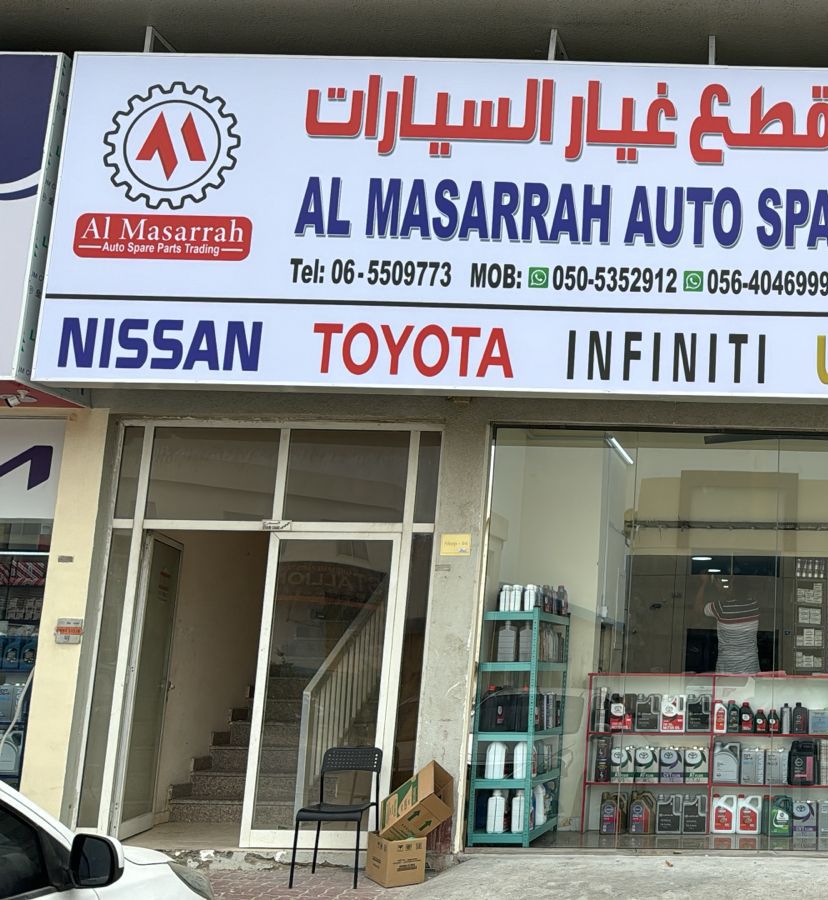 قطع غيار السيارات
AL MASARRAH AUTO SPA
Al Masarrah
Auto Spare Parts Trading
Tel: 06-5509773 MOB: 050-5352912 056-4046999
NISSAN TOYOTA INFINITI